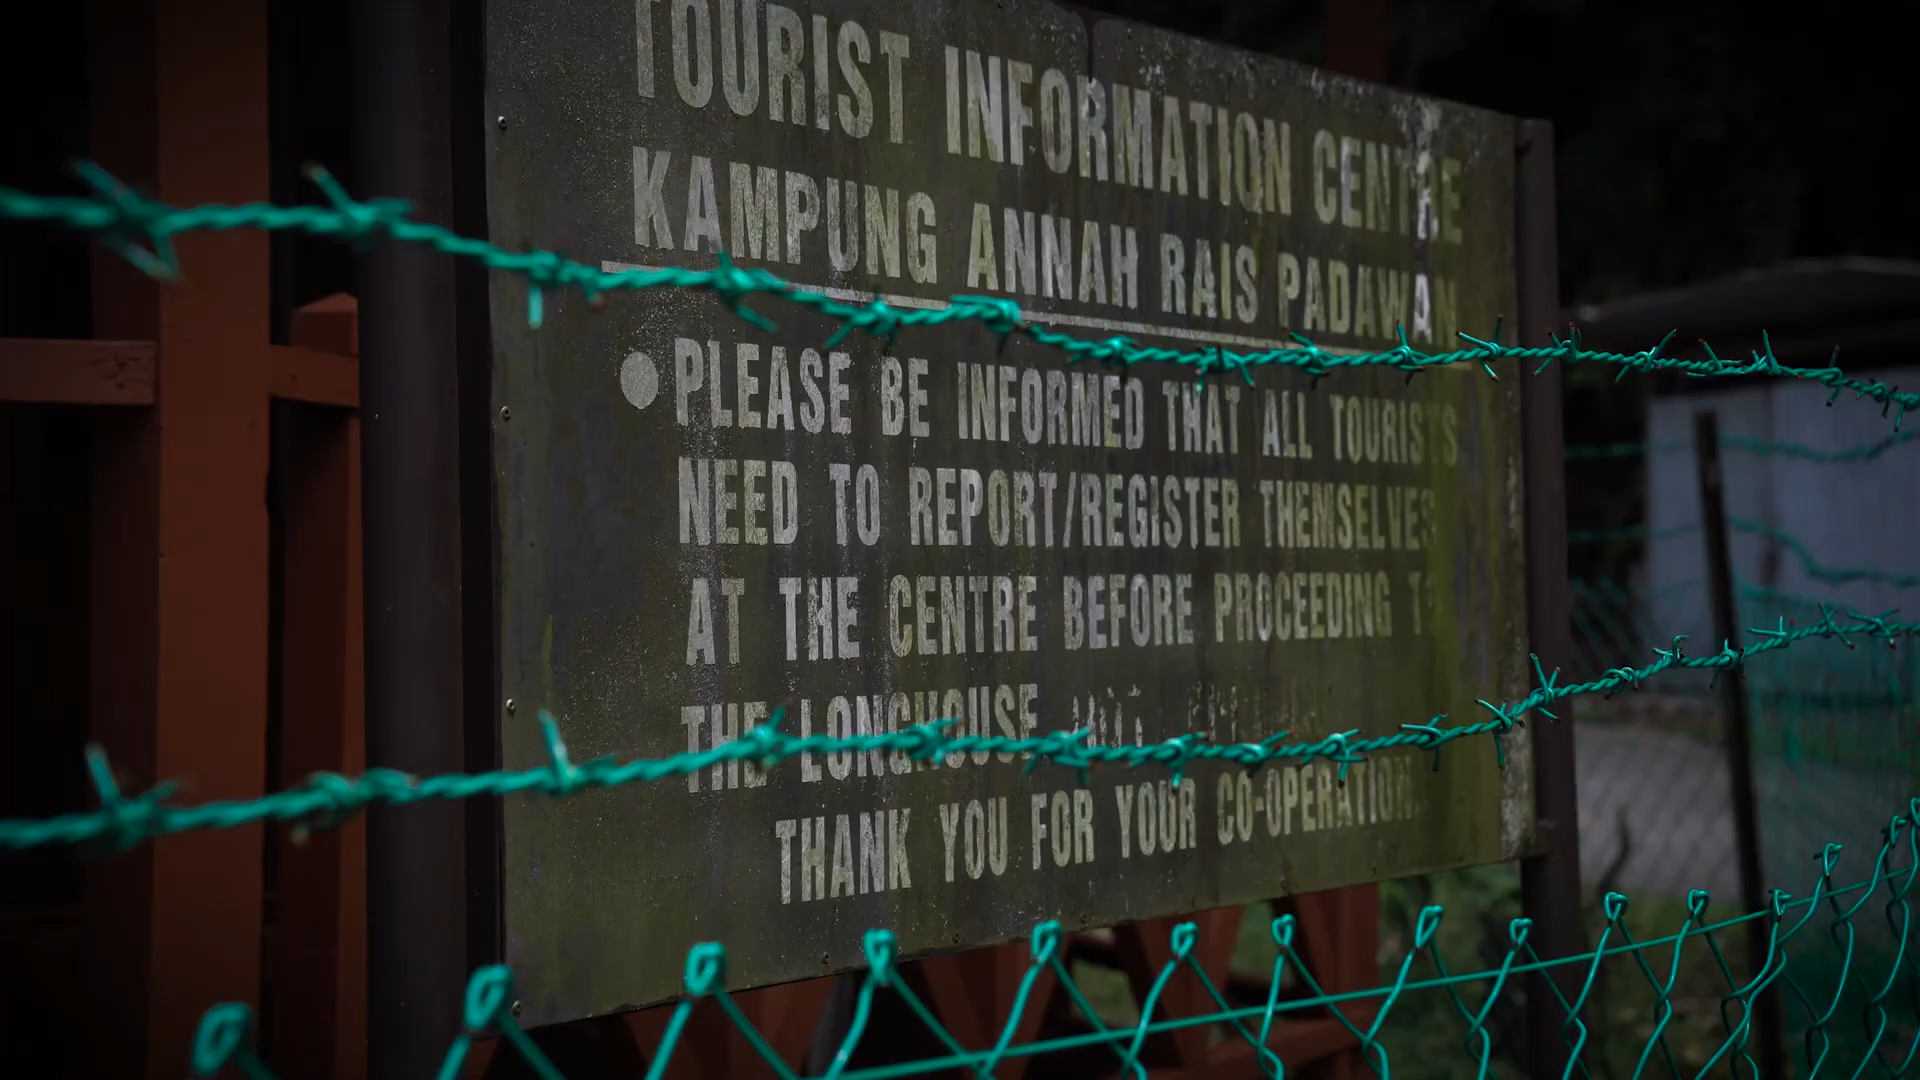 TOURIST INFORMATION CENTRE
KAMPUNG ANNAH RAIS PADAWAN
● PLEASE BE INFORMED THAT ALL TOURISTS
NEED TO REPORT/REGISTER THEMSELVES
AT THE CENTRE BEFORE PROCEEDING TO
THE LONGHOUSE
THANK YOU FOR YOUR CO-OPERATION.